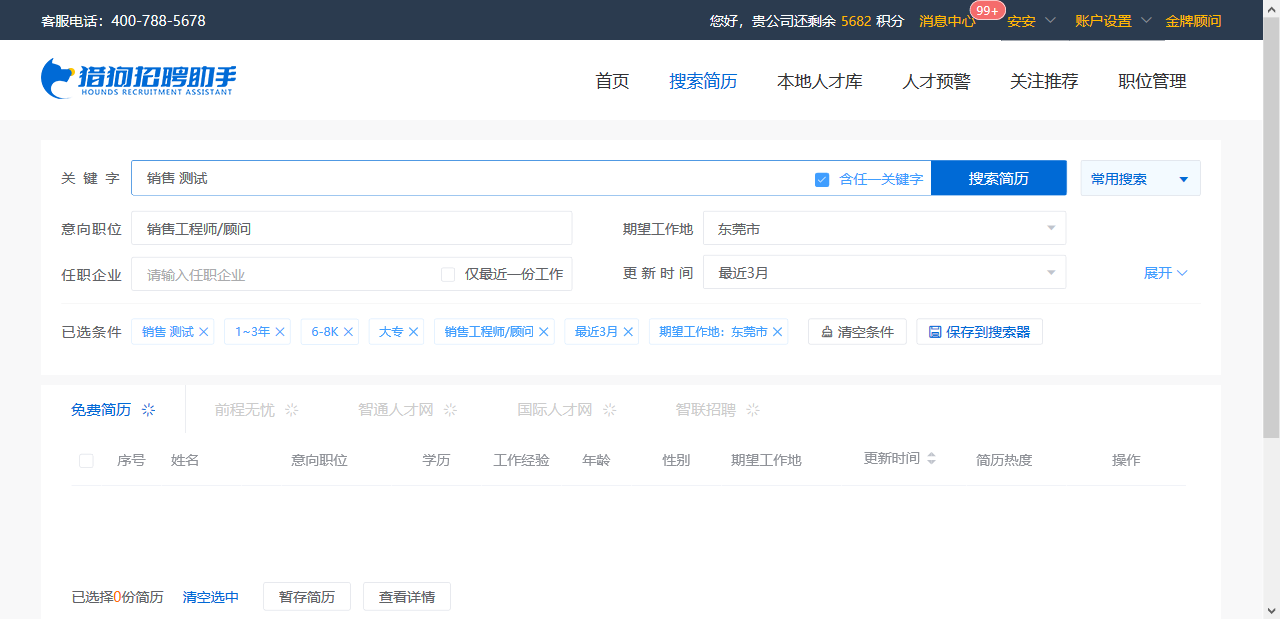 客服电话：400-788-5678 您好，贵公司还剩余 5682 积分 消息中心 99+ 安安 账户设置 金牌顾问
猎狗招聘助手 首页 搜索简历 本地人才库 人才预警 关注推荐 职位管理
HOUNDS RECRUITMENT ASSISTANT
关 键 字 销售 测试 含任一关键字 搜索简历 常用搜索
意向职位 销售工程师/顾问 期望工作地 东莞市
任职企业 请输入任职企业 仅最近一份工作 更 新 时 间 最近3月 展开
已选条件 销售 测试 1~3年 6-8K 大专 销售工程师/顾问 最近3月 期望工作地：东莞市 清空条件 保存到搜索器
免费简历 前程无忧 智通人才网 国际人才网 智联招聘
序号 姓名 意向职位 学历 工作经验 年龄 性别 期望工作地 更新时间 简历热度 操作
已选择0份简历 清空选中 暂存简历 查看详情